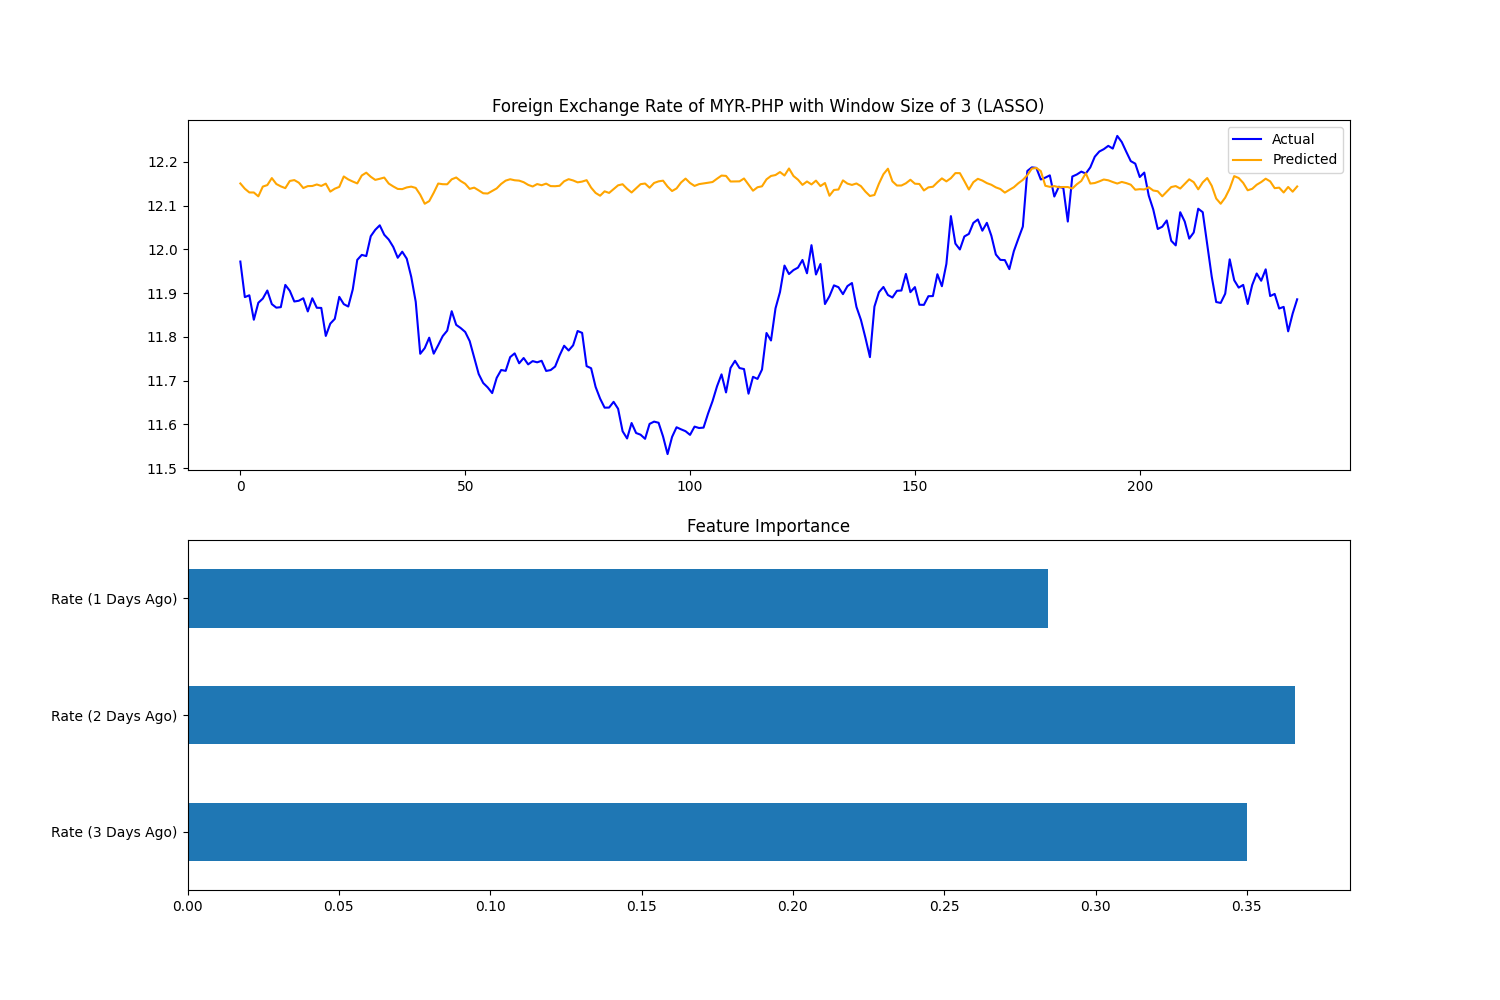 Foreign Exchange Rate of MYR-PHP with Window Size of 3 (LASSO)
Actual
Predicted
12.2
12.1
12.0
11.9
11.8
11.7
11.6
11.5
0 50 100 150 200
Feature Importance
Rate (1 Days Ago)
Rate (2 Days Ago)
Rate (3 Days Ago)
0.00 0.05 0.10 0.15 0.20 0.25 0.30 0.35